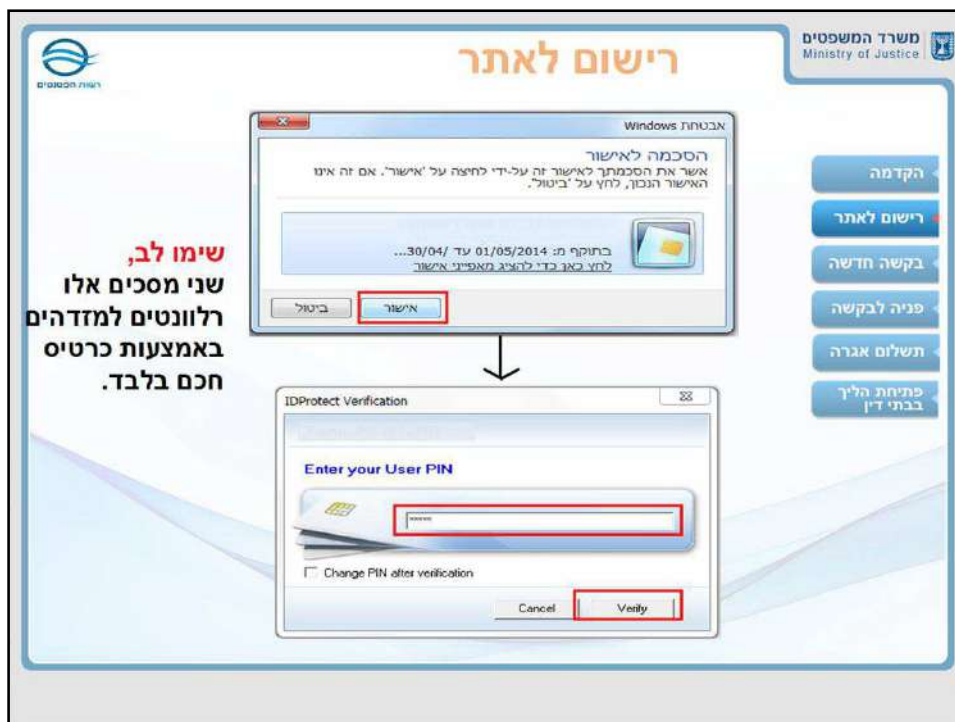 משרד המשפטים
Ministry of Justice
רשות הפטנטים
רישום לאתר
הקדמה
רישום לאתר
בקשה חדשה
פניה לבקשה
תשלום אגרה
פתיחת הליך
בבתי דין
אבטחת Windows
הסכמה לאישור
אשר את הסכמתך לאישור זה על-ידי לחיצה על 'אישור'. אם זה אינו
האישור הנכון, לחץ על 'ביטול'.
בתוקף מ: 01/05/2014 עד 30/04/...
לחץ כאן כדי להציג מאפייני אישור
אישור
ביטול
שימו לב,
שני מסכים אלו
רלוונטים למזדהים
באמצעות כרטיס
חכם בלבד.
IDProtect Verification
Enter your User PIN
*****
Change PIN after verification
Cancel
Verify